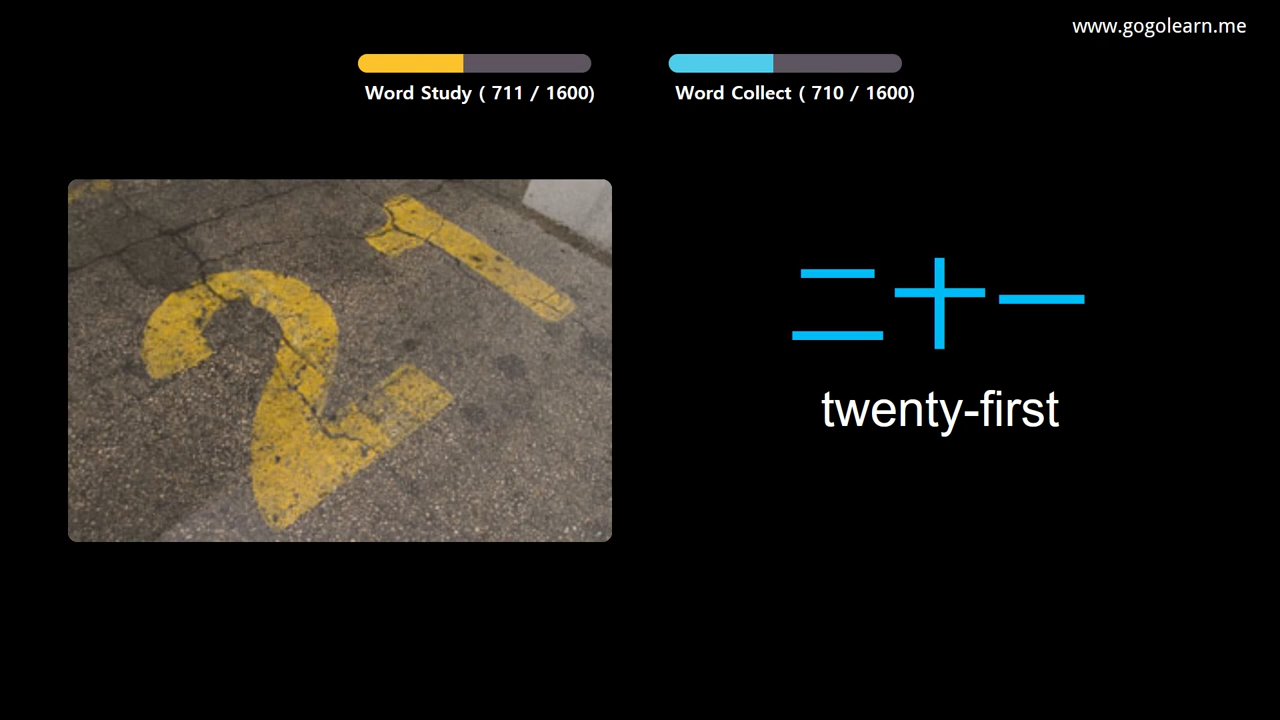 www.gogolearn.me
Word Study ( 711 / 1600)
Word Collect ( 710 / 1600)
21
二十一
twenty-first